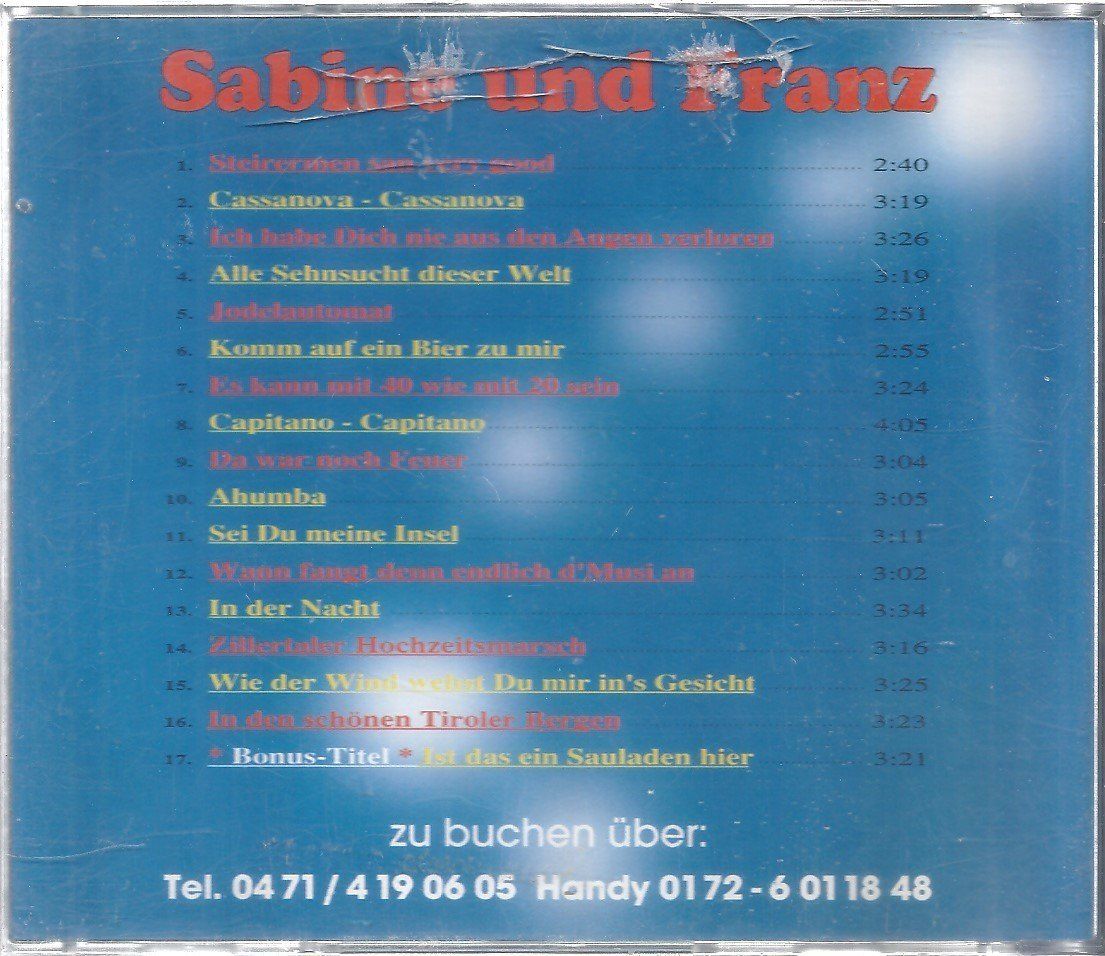 Sabine und Franz
1. Steirermen san very good 2:40
2. Cassanova - Cassanova 3:19
3. Ich habe Dich nie aus den Augen verloren 3:26
4. Alle Sehnsucht dieser Welt 3:19
5. Jodelautomat 2:51
6. Komm auf ein Bier zu mir 2:55
7. Es kann mit 40 wie mit 20 sein 3:24
8. Capitano - Capitano 4:05
9. Da war noch Feuer 3:04
10. Ahumba 3:05
11. Sei Du meine Insel 3:11
12. Wann fangt denn endlich d'Musi an 3:02
13. In der Nacht 3:34
14. Zillertaler Hochzeitsmarsch 3:16
15. Wie der Wind wehst Du mir in's Gesicht 3:25
16. In den schönen Tiroler Bergen 3:23
17. * Bonus-Titel * Ist das ein Sauladen hier 3:21
zu buchen über:
Tel. 04 71 / 4 19 06 05 Handy 01 72 - 6 01 18 48